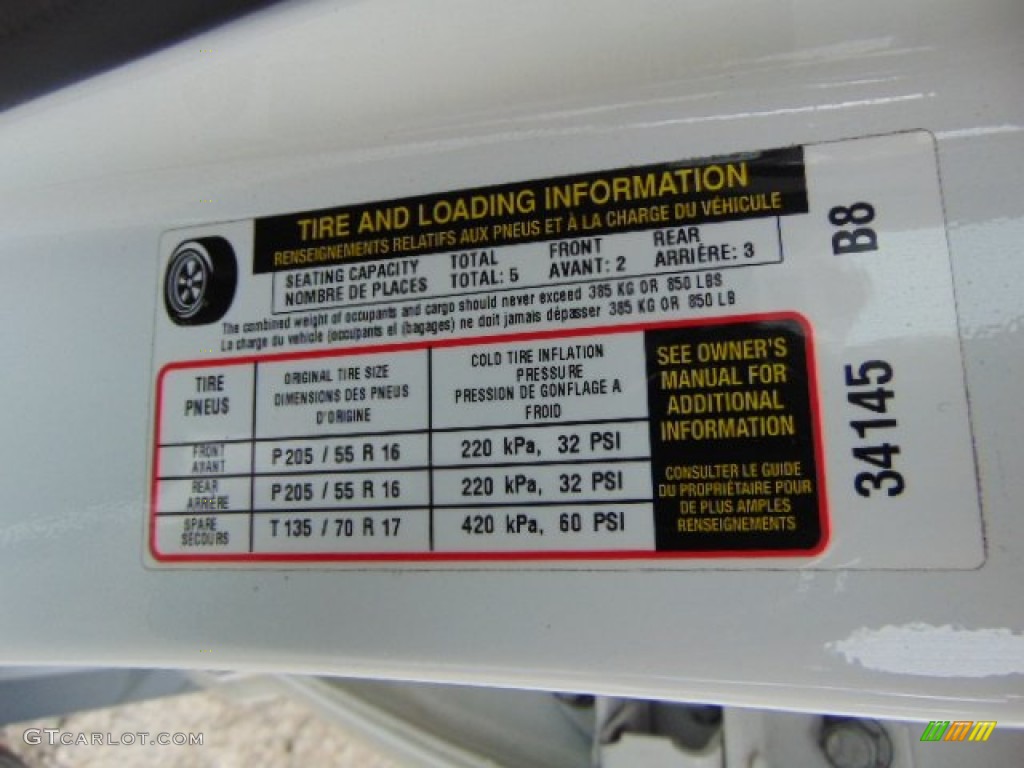 TIRE AND LOADING INFORMATION
RENSEIGNEMENTS RELATIFS AUX PNEUS ET À LA CHARGE DU VÉHICULE
SEATING CAPACITY TOTAL FRONT REAR
NOMBRE DE PLACES TOTAL: 5 AVANT: 2 ARRIÈRE: 3
The combined weight of occupants and cargo should never exceed 385 KG OR 850 LBS
La charge du vehicle (occupants et (bagages) ne doit jamais dépasser 385 KG OR 850 LB
TIRE
PNEUS
ORIGINAL TIRE SIZE
DIMENSIONS DES PNEUS
D'ORIGINE
COLD TIRE INFLATION
PRESSURE
PRESSION DE GONFLAGE A
FROID
FRONT
AVANT
P205 / 55 R 16
220 kPa, 32 PSI
REAR
ARRIÈRE
P205 / 55 R 16
220 kPa, 32 PSI
SPARE
SECOURS
T135 / 70 R 17
420 kPa, 60 PSI
SEE OWNER'S
MANUAL FOR
ADDITIONAL
INFORMATION
CONSULTER LE GUIDE
DU PROPRIÉTAIRE POUR
DE PLUS AMPLES
RENSEIGNEMENTS
34145 B8
GTCARLOT.COM